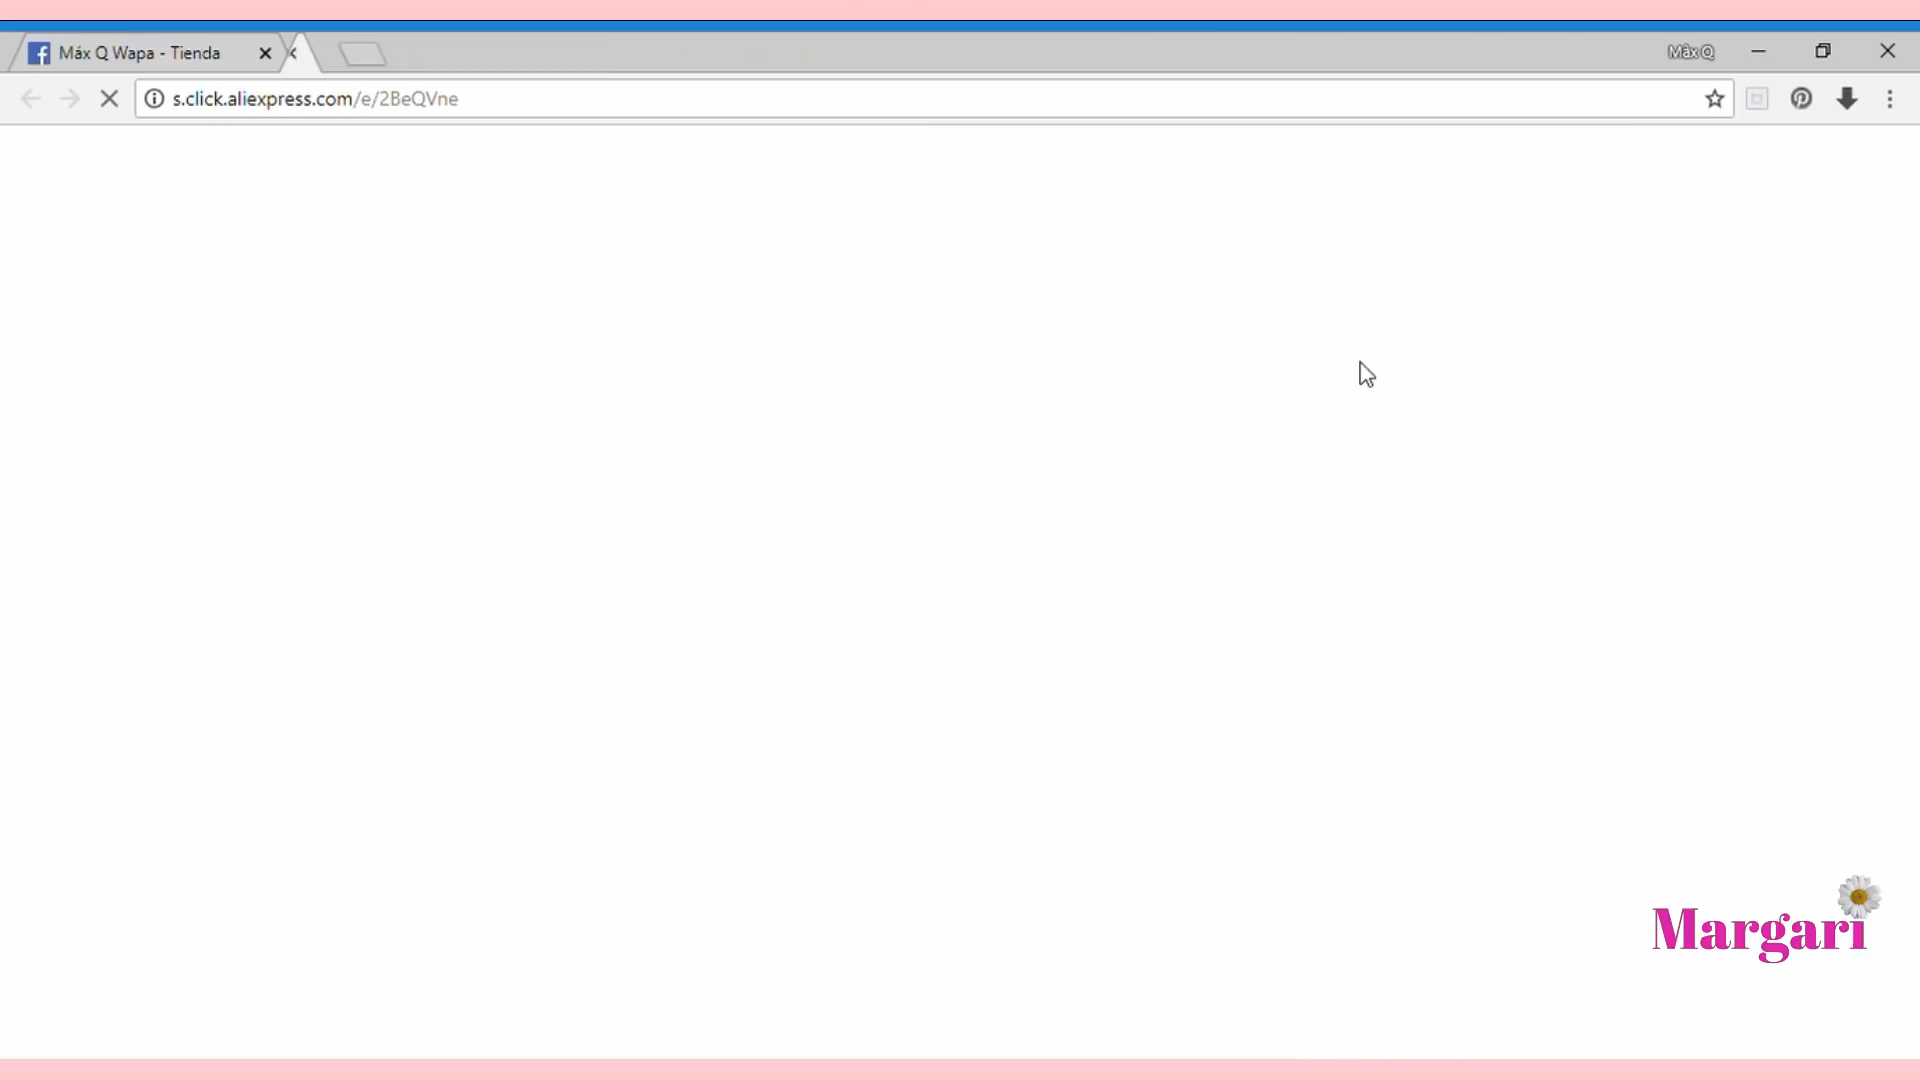 Máx Q Wapa - Tienda
Máx Q
s.click.aliexpress.com/e/2BeQVne
Margari